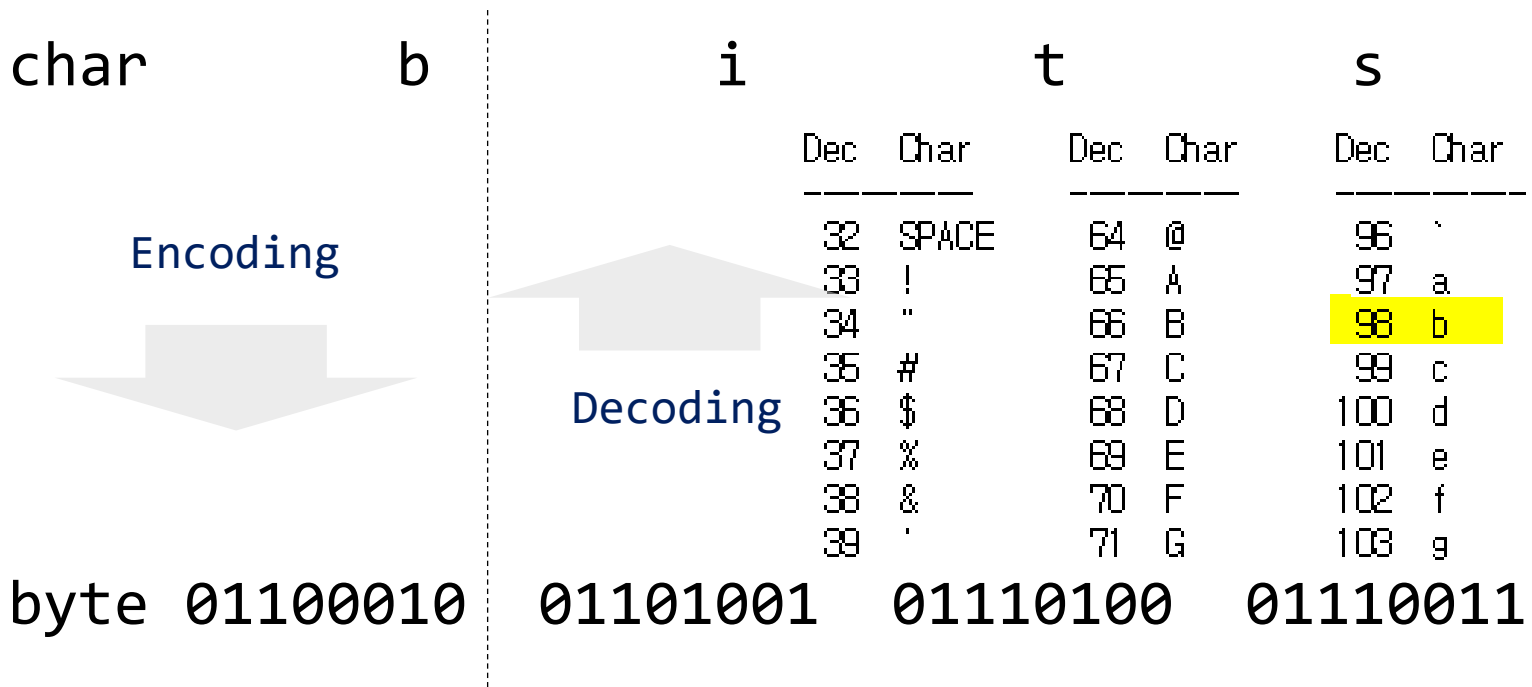 char b i t s
Dec Char Dec Char Dec Char
------ ------ ------
32 SPACE 64 @ 96 `
Encoding
33 ! 65 A 97 a
34 " 66 B 98 b
35 # 67 C 99 c
36 $ 68 D 100 d
Decoding
37 % 69 E 101 e
38 & 70 F 102 f
39 ' 71 G 103 g
byte 01100010 01101001 01110100 01110011